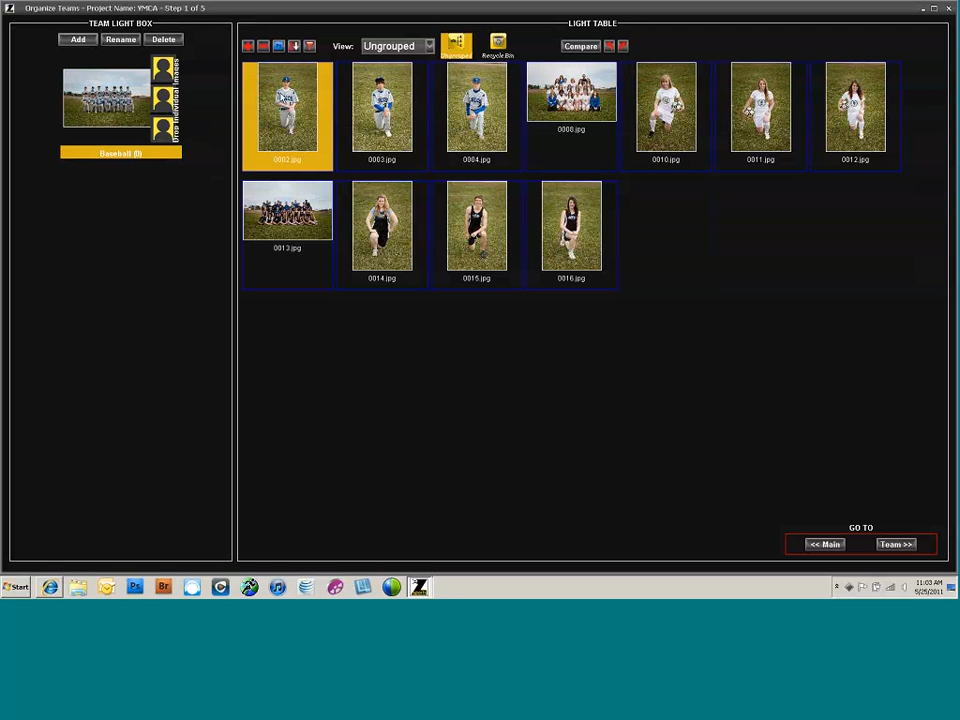 Organize Teams - Project Name: YMCA - Step 1 of 5
TEAM LIGHT BOX
Add Rename Delete
Drop Individual Images
Baseball (0)
LIGHT TABLE
View: Ungrouped
Ungrouped
Recycle Bin
Compare
0002.jpg
0003.jpg
0004.jpg
0008.jpg
0010.jpg
0011.jpg
0012.jpg
0013.jpg
0014.jpg
0015.jpg
0016.jpg
GO TO
<< Main Team >>
Start
Ps
Br
11:03 AM
5/25/2011